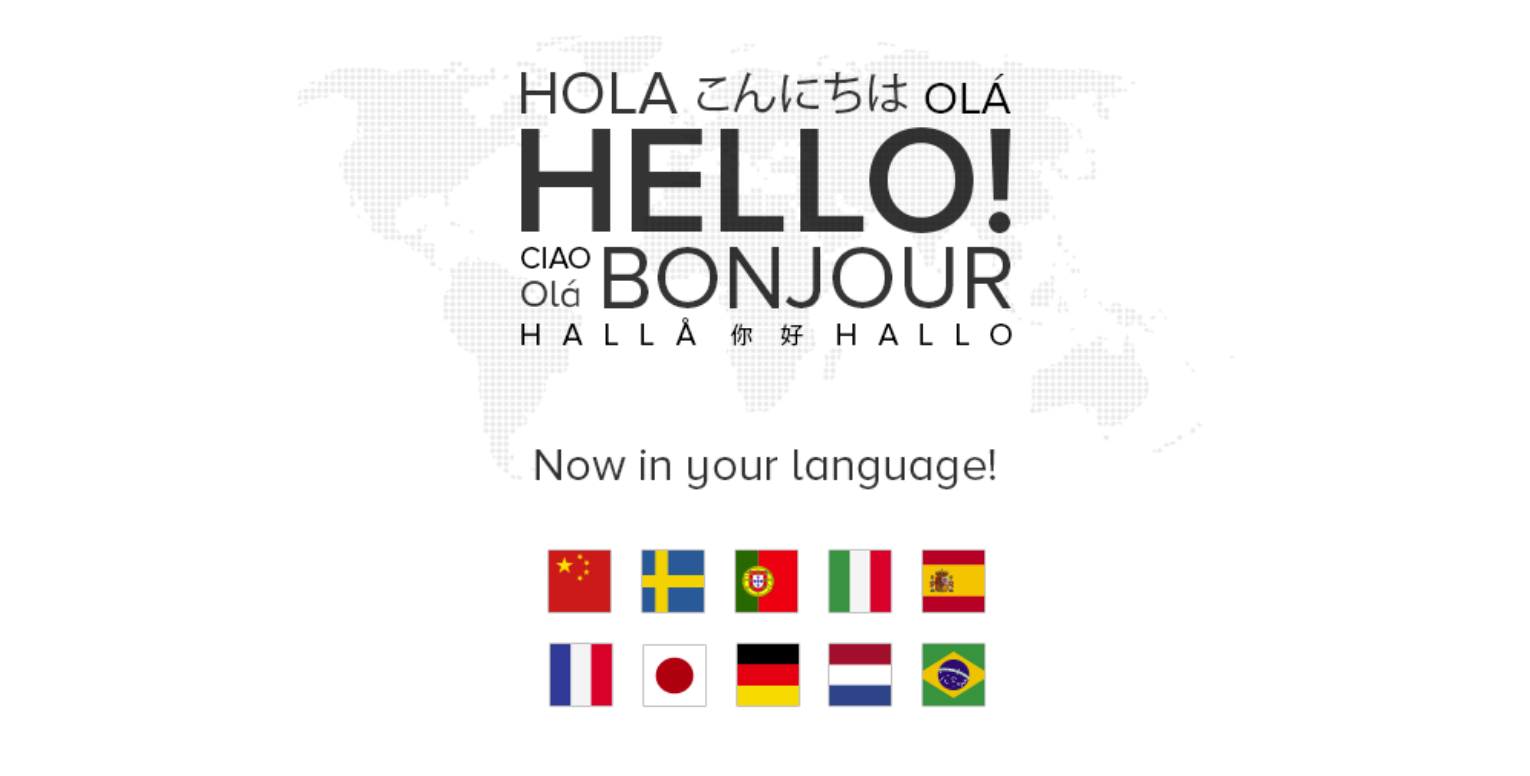 HOLA こんにちは OLÁ
HELLO!
CIAO
Olá
BONJOUR
HALLÅ 你好 HALLO
Now in your language!